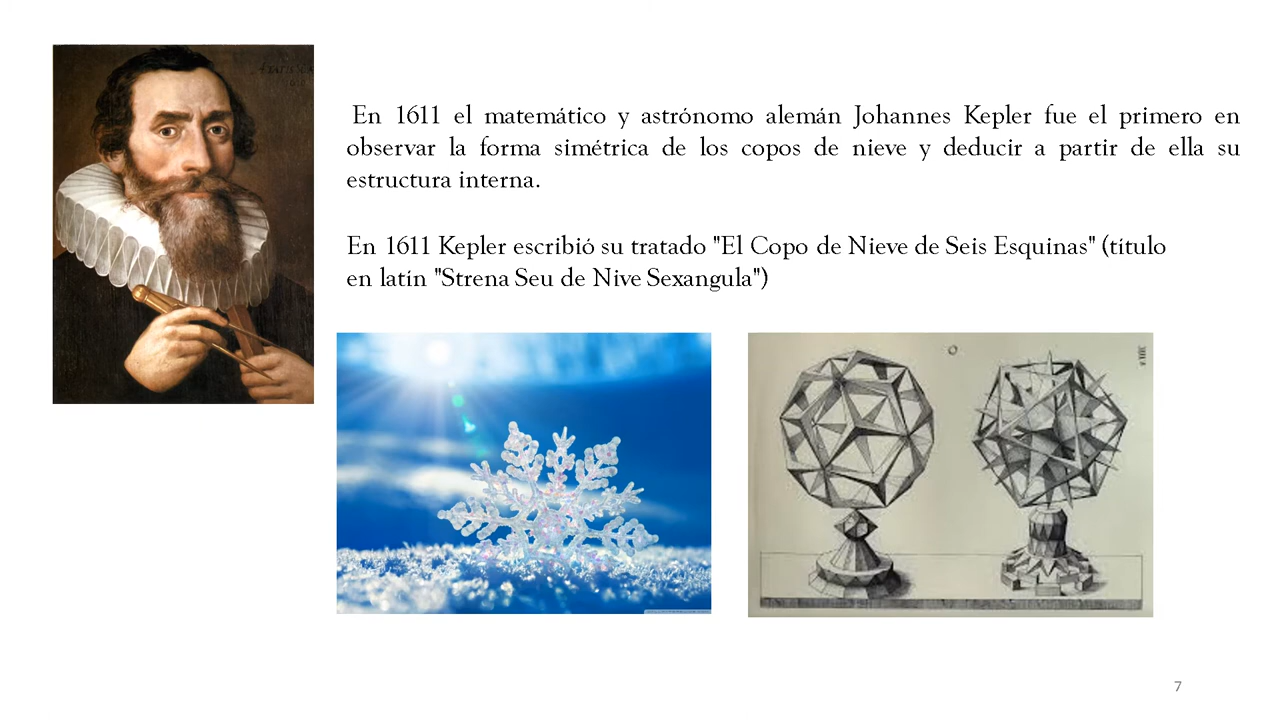 En 1611 el matemático y astrónomo alemán Johannes Kepler fue el primero en
observar la forma simétrica de los copos de nieve y deducir a partir de ella su
estructura interna.
En 1611 Kepler escribió su tratado "El Copo de Nieve de Seis Esquinas" (título
en latín "Strena Seu de Nive Sexangula")
7